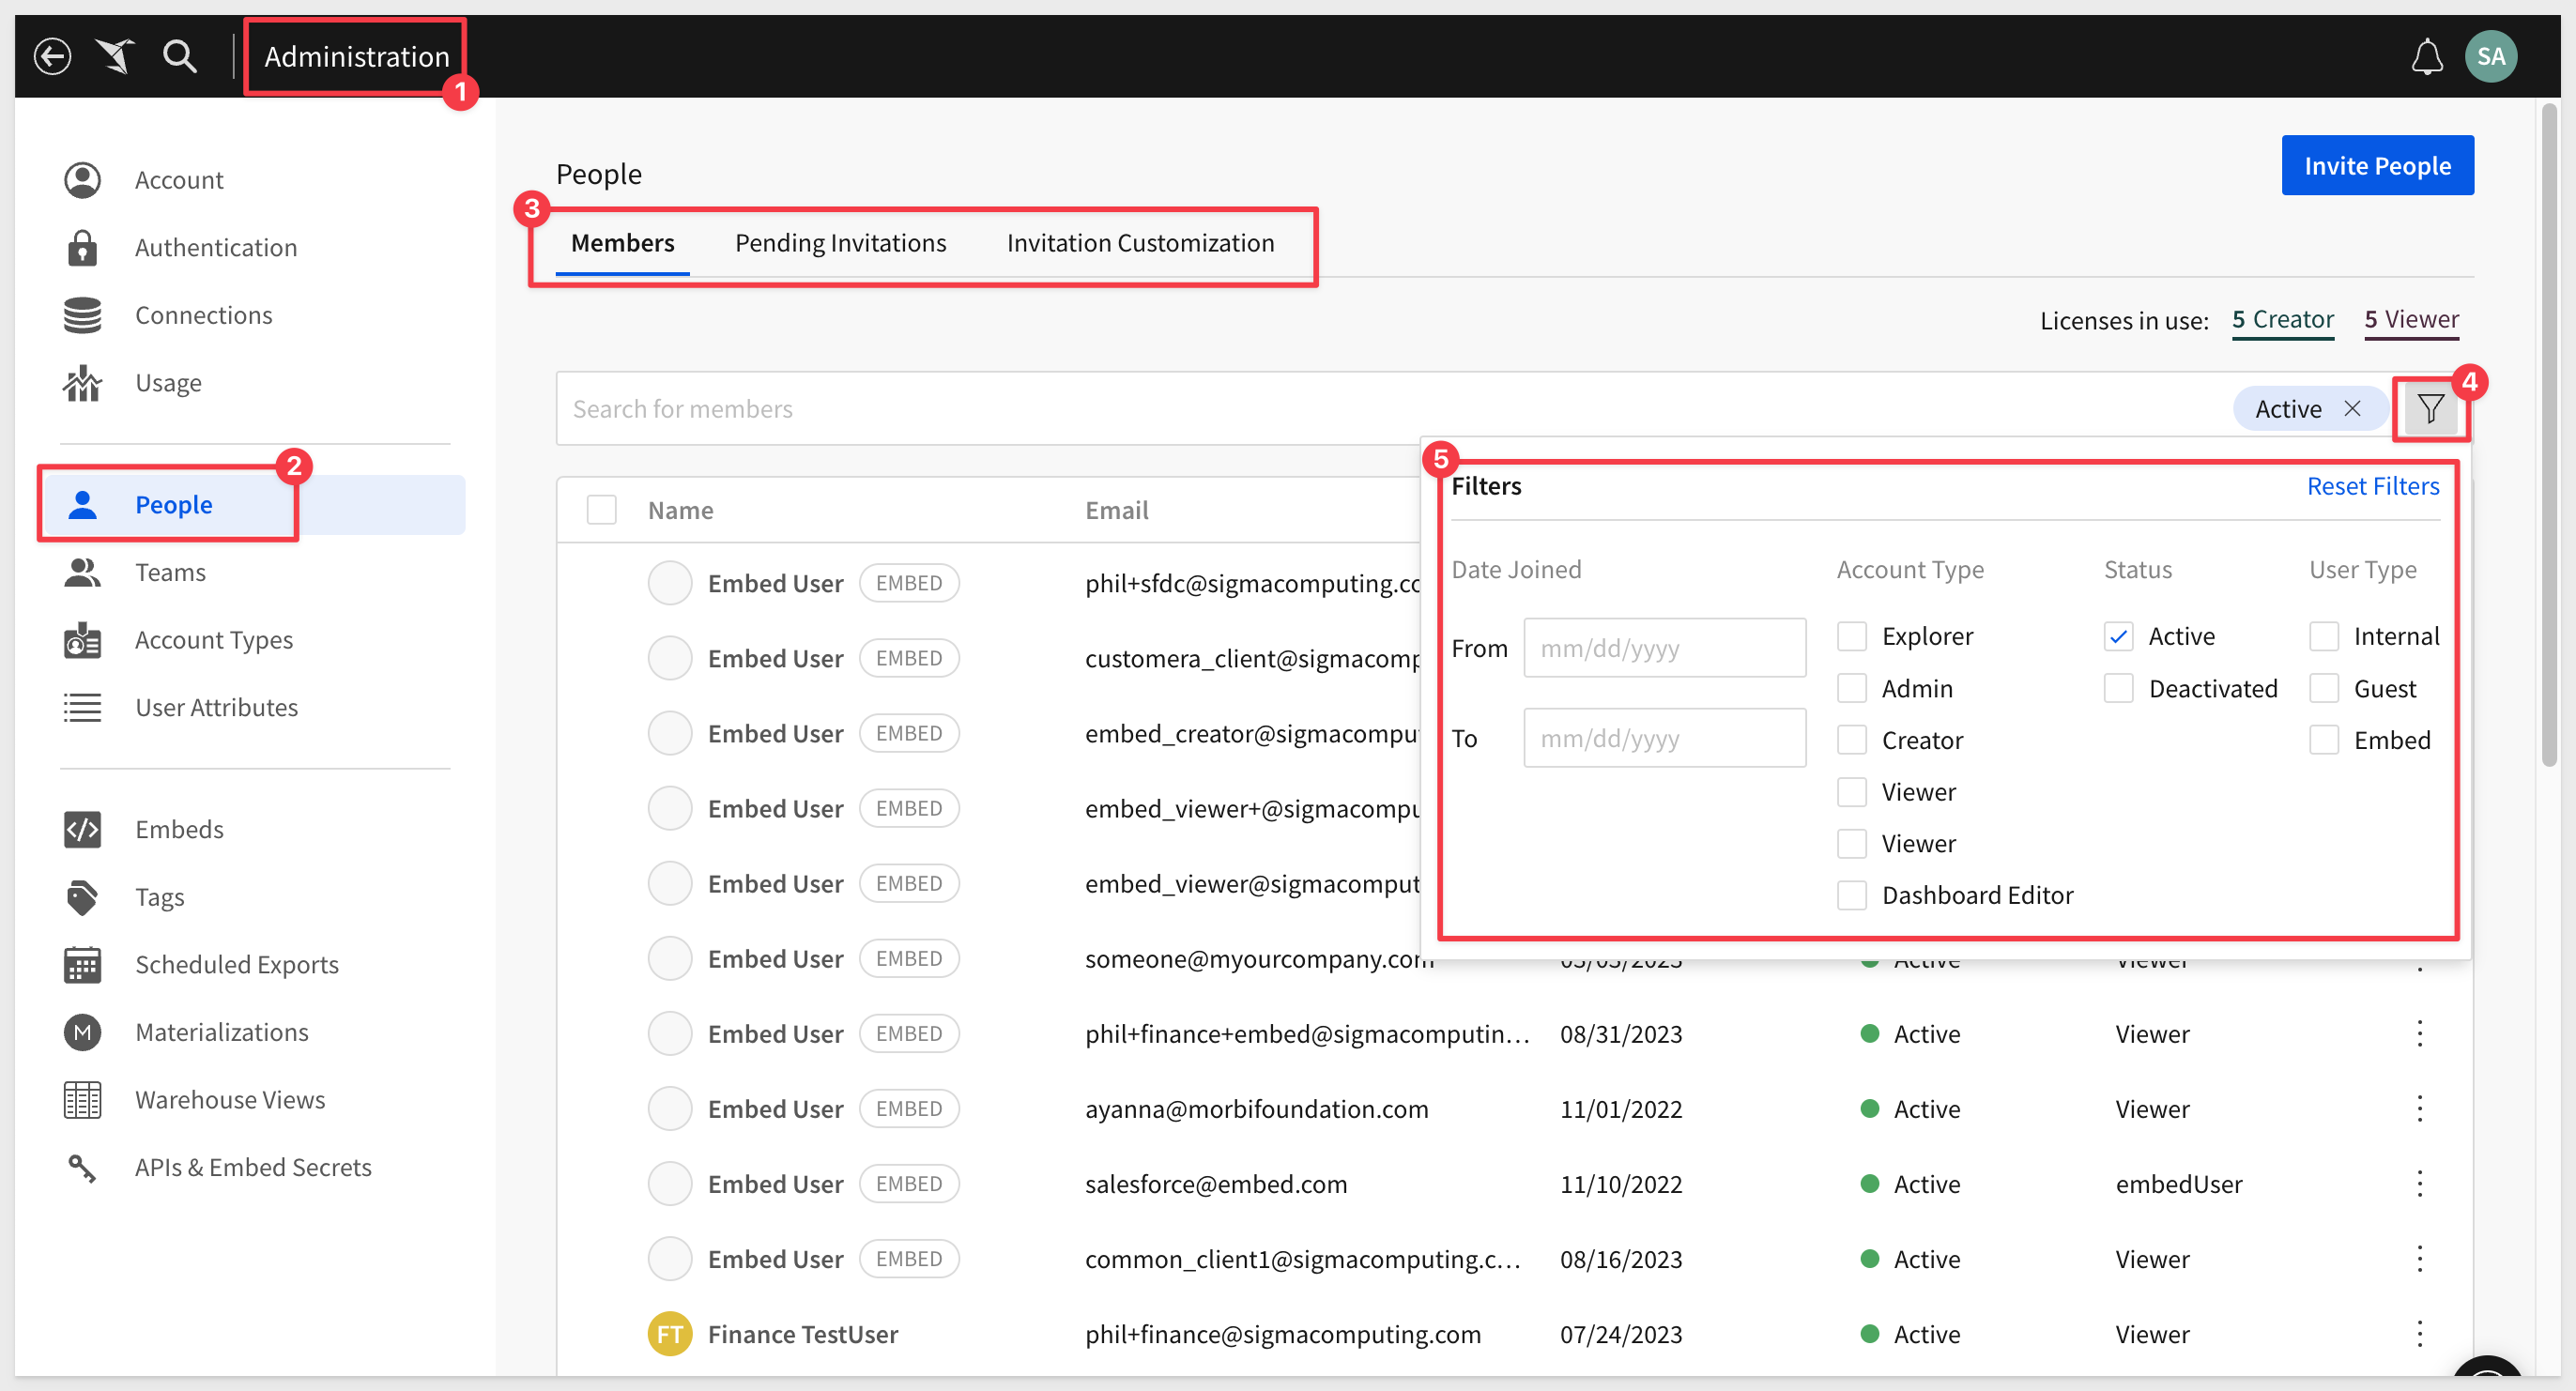 Administration
1
SA
Account
Authentication
Connections
Usage
2
People
Teams
Account Types
User Attributes
Embeds
Tags
Scheduled Exports
M
Materializations
Warehouse Views
APIs & Embed Secrets
People
Invite People
3
Members Pending Invitations Invitation Customization
Licenses in use: 5 Creator 5 Viewer
Search for members
Active
4
5
Filters Reset Filters
Date Joined Account Type Status User Type
From mm/dd/yyyy
To mm/dd/yyyy
Explorer
Admin
Creator
Viewer
Viewer
Dashboard Editor
Active
Deactivated
Internal
Guest
Embed
Name Email
Embed User EMBED phil+sfdc@sigmacomputing.co
Embed User EMBED customera_client@sigmacomp
Embed User EMBED embed_creator@sigmacompu
Embed User EMBED embed_viewer+@sigmacompu
Embed User EMBED embed_viewer@sigmacomput
Embed User EMBED someone@myourcompany.com Active Viewer
Embed User EMBED phil+finance+embed@sigmacomputin... 08/31/2023 Active Viewer
Embed User EMBED ayanna@morbifoundation.com 11/01/2022 Active Viewer
Embed User EMBED salesforce@embed.com 11/10/2022 Active embedUser
Embed User EMBED common_client1@sigmacomputing.c... 08/16/2023 Active Viewer
FT Finance TestUser phil+finance@sigmacomputing.com 07/24/2023 Active Viewer